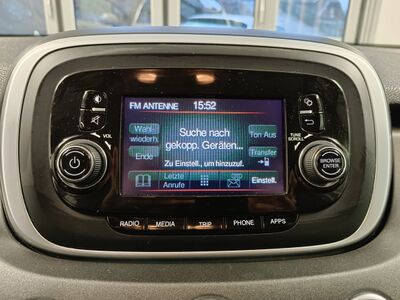 FM ANTENNE 15:52
Wahl-
wiederh
Suche nach
gekopp. Geräten...
Ton Aus
Ende
Transfer
Zu Einstell., um hinzuzuf.
Letzte
Anrufe
Einstell.
VOL
TUNE
SCROLL
BROWSE
ENTER
RADIO MEDIA TRIP PHONE APPS